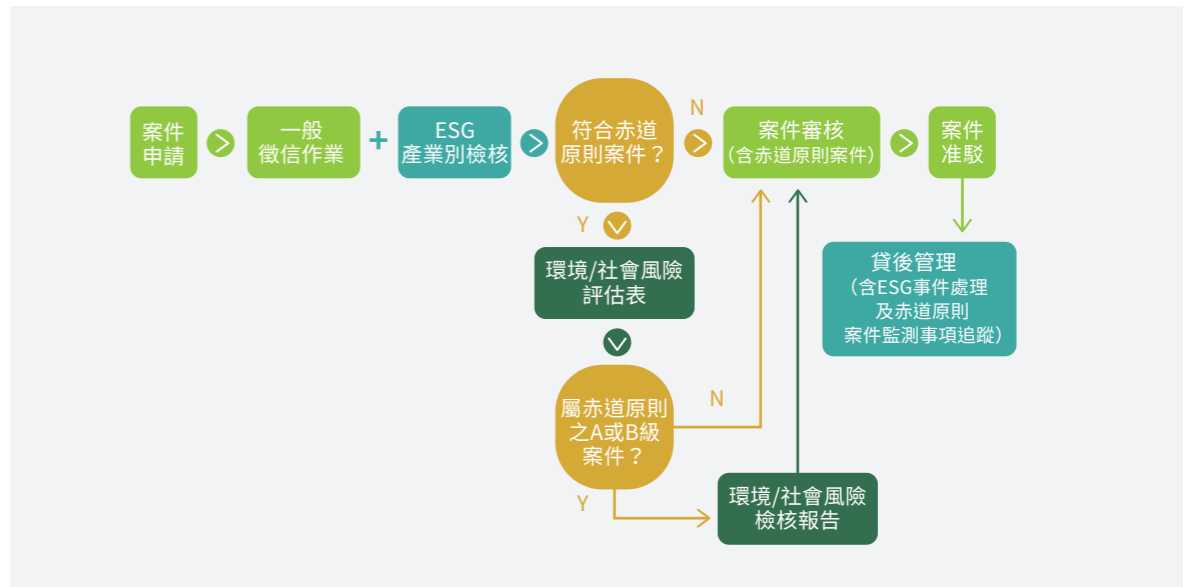 案件
申請
一般
徵信作業
+
ESG
產業別檢核
符合赤道
原則案件？
N
案件審核
(含赤道原則案件)
案件
准駁
Y
環境/社會風險
評估表
貸後管理
（含ESG事件處理
及赤道原則
案件監測事項追蹤）
屬赤道原則
之A或B級
案件？
N
Y
環境/社會風險
檢核報告